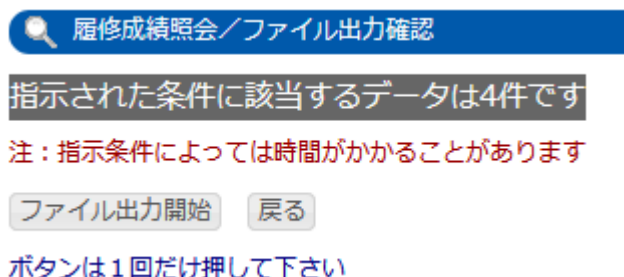 履修成績照会／ファイル出力確認
指示された条件に該当するデータは4件です
注：指示条件によっては時間がかかることがあります
ファイル出力開始 戻る
ボタンは１回だけ押して下さい